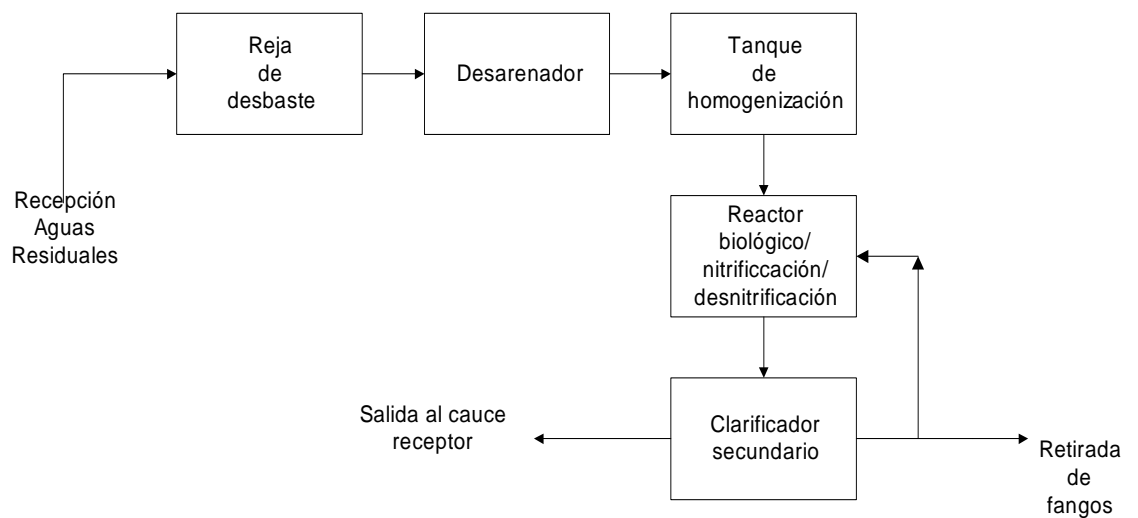 Reja
de
desbaste
Desarenador
Tanque
de
homogenización
Recepción
Aguas
Residuales
Reactor
biológico/
nitrificcación/
desnitrificación
Salida al cauce
receptor
Clarificador
secundario
Retirada
de
fangos